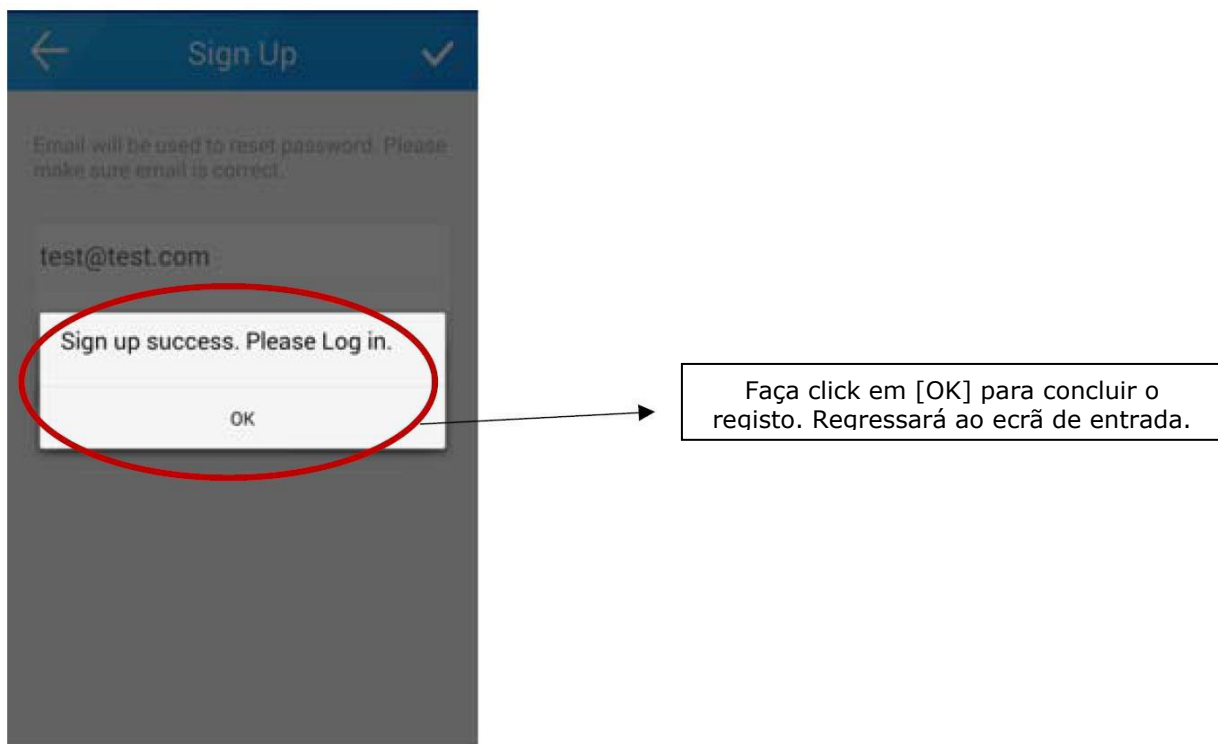 Sign Up
Email will be used to reset password. Please
make sure email is correct.
test@test.com
Sign up success. Please Log in.
OK
Faça click em [OK] para concluir o
registo. Regressará ao ecrã de entrada.